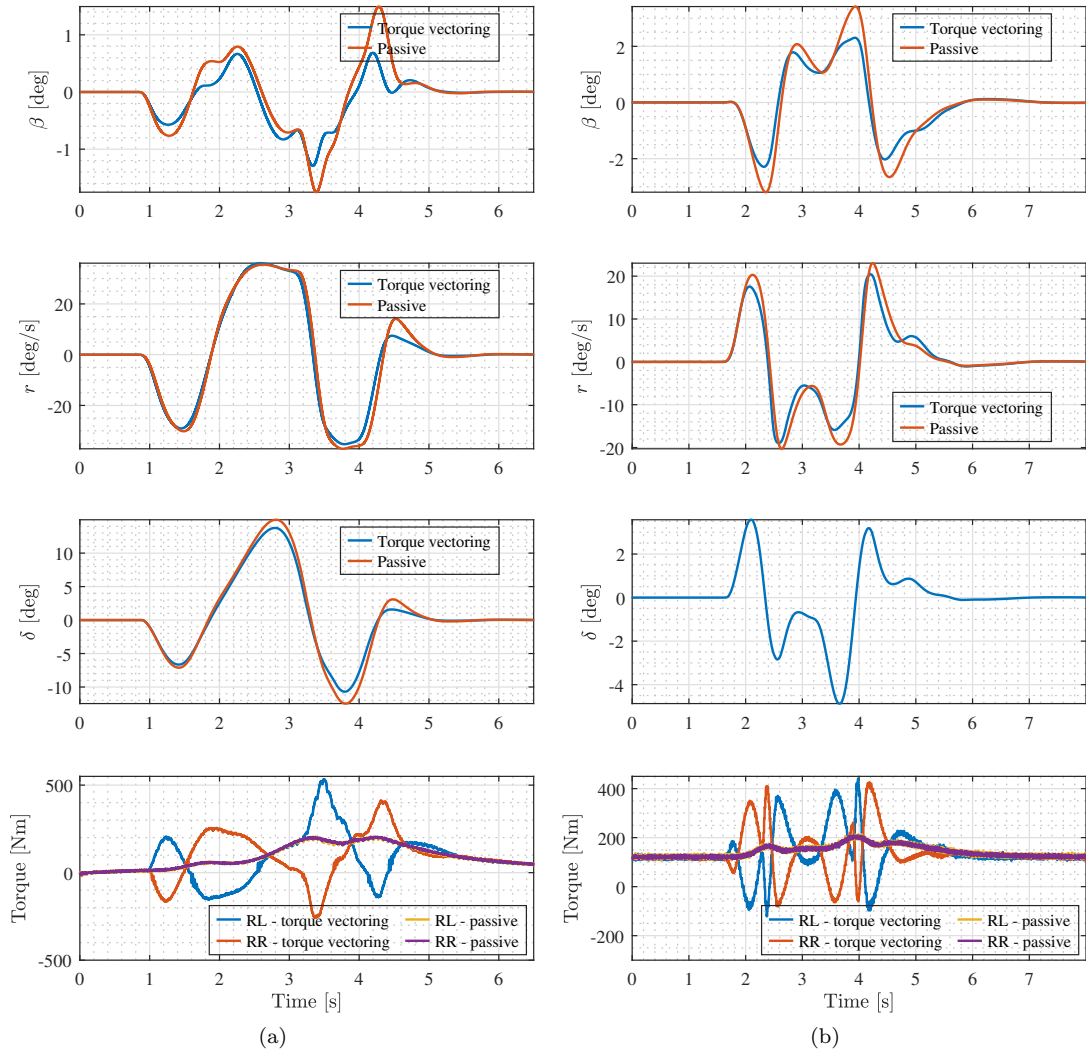 β [deg]
1
0
-1
Torque vectoring
Passive
0 1 2 3 4 5 6
r [deg/s]
20
0
-20
Torque vectoring
Passive
0 1 2 3 4 5 6
δ [deg]
10
5
0
-5
-10
Torque vectoring
Passive
0 1 2 3 4 5 6
Torque [Nm]
500
0
-500
RL - torque vectoring RL - passive
RR - torque vectoring RR - passive
0 1 2 3 4 5 6
Time [s]
(a)
β [deg]
2
0
-2
Torque vectoring
Passive
0 1 2 3 4 5 6 7
r [deg/s]
20
10
0
-10
-20
Torque vectoring
Passive
0 1 2 3 4 5 6 7
δ [deg]
2
0
-2
-4
0 1 2 3 4 5 6 7
Torque [Nm]
400
200
0
-300
RL - torque vectoring RL - passive
RR - torque vectoring RR - passive
0 1 2 3 4 5 6 7
Time [s]
(b)